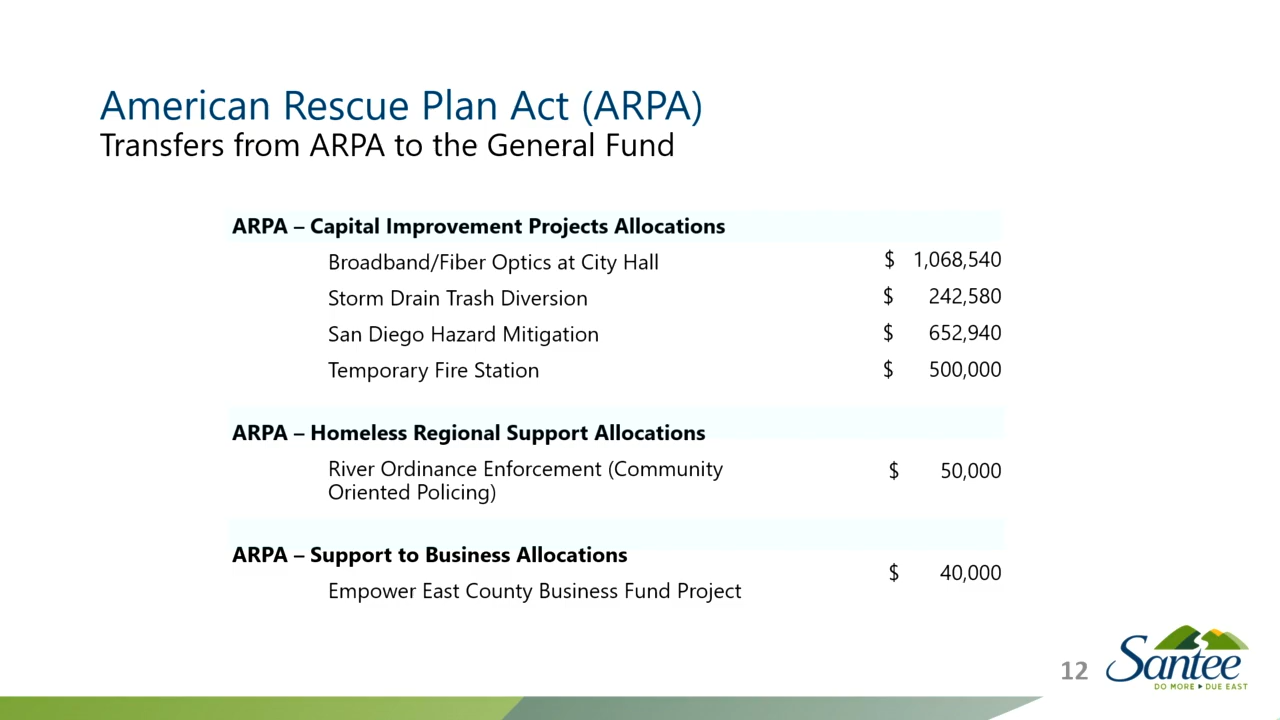 American Rescue Plan Act (ARPA)
Transfers from ARPA to the General Fund
ARPA – Capital Improvement Projects Allocations
Broadband/Fiber Optics at City Hall $ 1,068,540
Storm Drain Trash Diversion $ 242,580
San Diego Hazard Mitigation $ 652,940
Temporary Fire Station $ 500,000
ARPA – Homeless Regional Support Allocations
River Ordinance Enforcement (Community $ 50,000
Oriented Policing)
ARPA – Support to Business Allocations
$ 40,000
Empower East County Business Fund Project
12
Santee
DO MORE ▸ DUE EAST